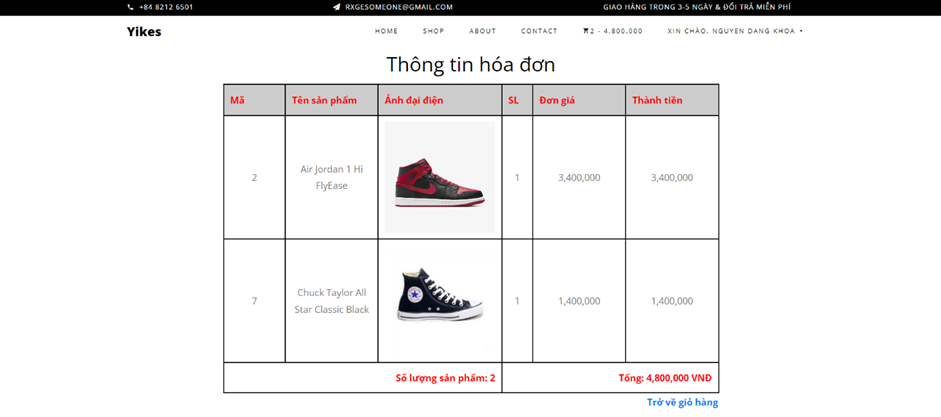 +84 8212 6501 RXGESOMEONE@GMAIL.COM GIAO HÀNG TRONG 3-5 NGÀY & ĐỔI TRẢ MIỄN PHÍ
Yikes HOME SHOP ABOUT CONTACT 2 - 4.800.000 XIN CHÀO, NGUYEN DANG KHOA
Thông tin hóa đơn
Mã Tên sản phẩm Ảnh đại điện SL Đơn giá Thành tiền
2 Air Jordan 1 Hi FlyEase 1 3,400,000 3,400,000
7 Chuck Taylor All Star Classic Black 1 1,400,000 1,400,000
Số lượng sản phẩm: 2 Tổng: 4,800,000 VNĐ
Trở về giỏ hàng